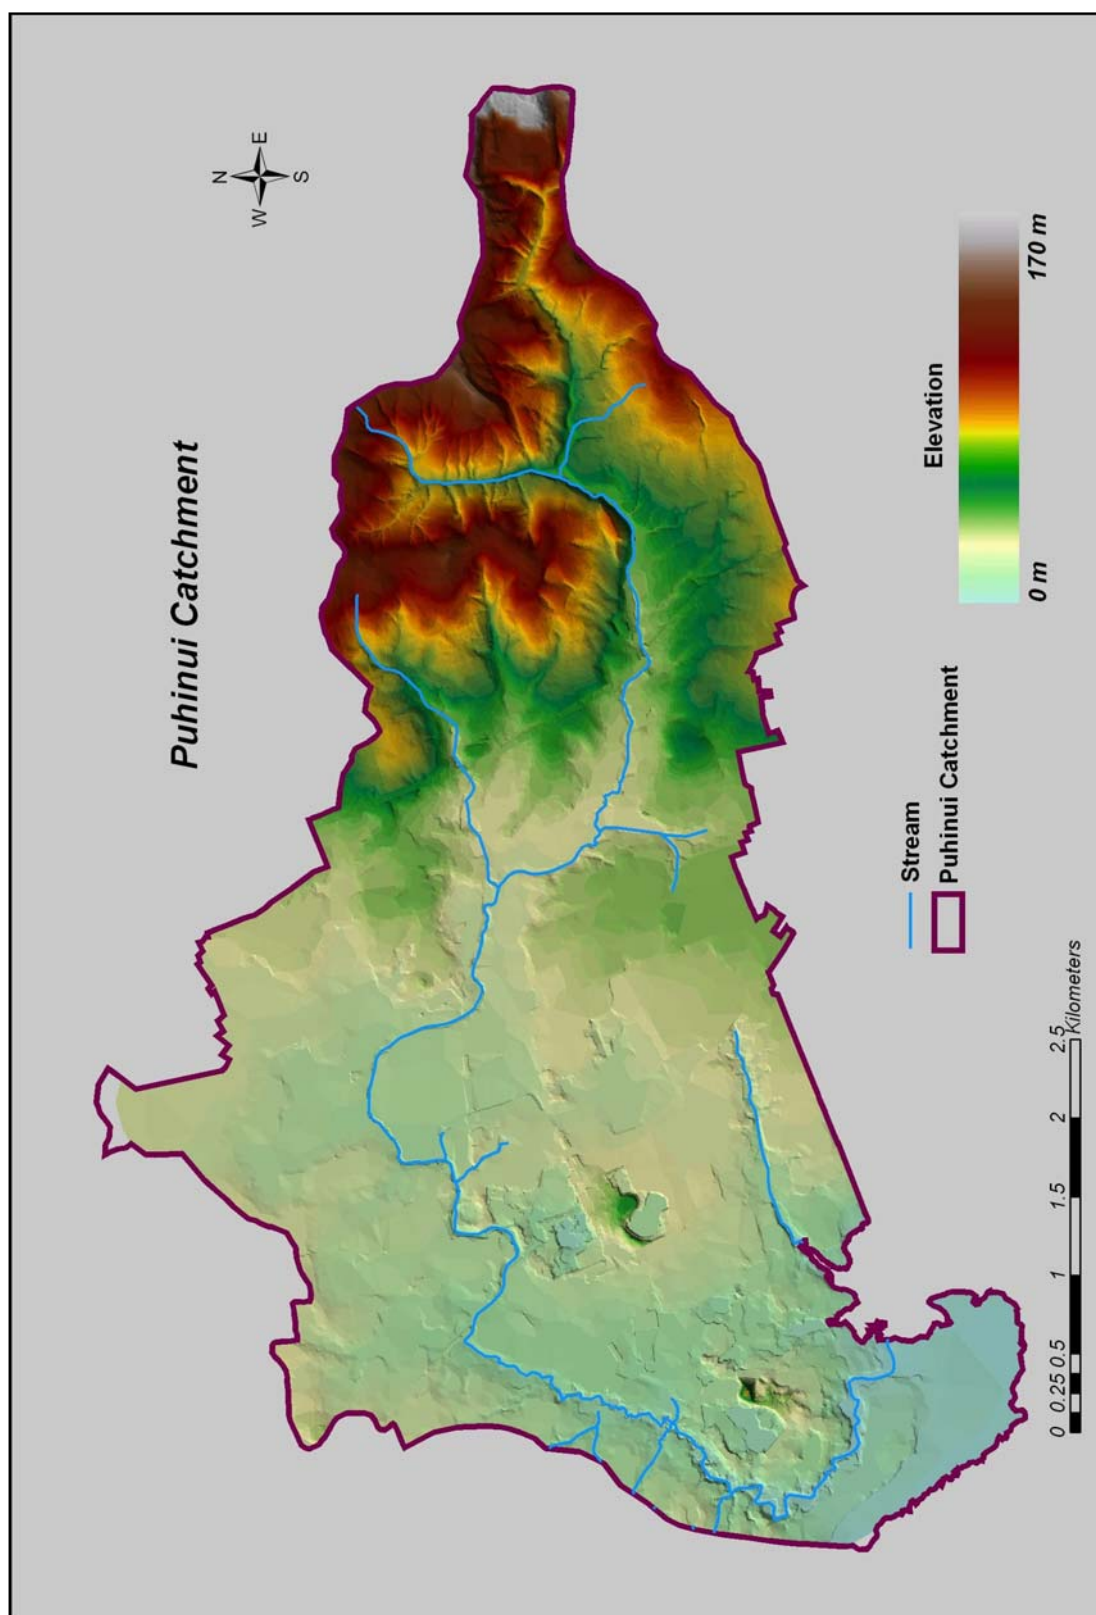 Puhinui Catchment
N
W
E
S
Elevation
0 m
170 m
Stream
Puhinui Catchment
0 0.25 0.5 1 1.5 2 2.5
Kilometers